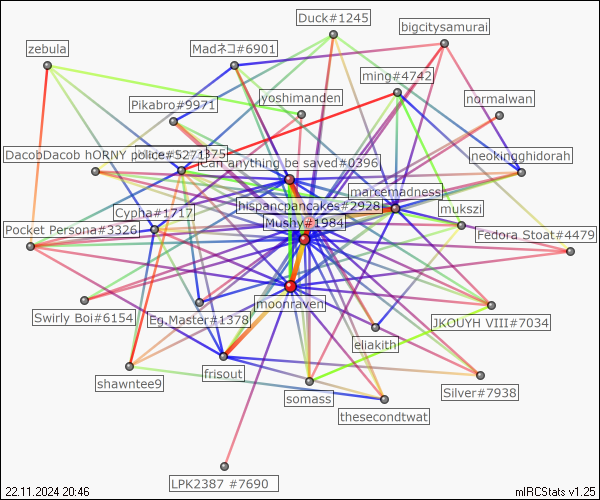 Duck#1245
bigcitysamurai
zebula
Madネコ#6901
ming#4742
yoshimanden
Pikabro#9971
normalwan
DacobDacob hORNY police#5271
375
Can anything be saved#0396
neokingghidorah
marcemadness
hispancpancakes#2928
Cypha#1717
mukszi
Mushy#1984
Pocket Persona#3326
Fedora Stoat#4479
moonraven
Swirly Boi#6154
Eg.Master#1378
JKOUYH VIII#7034
eliakith
frisout
shawntee9
Silver#7938
somass
thesecondtwat
LPK2387 #7690
22.11.2024 20:46
mIRCStats v1.25